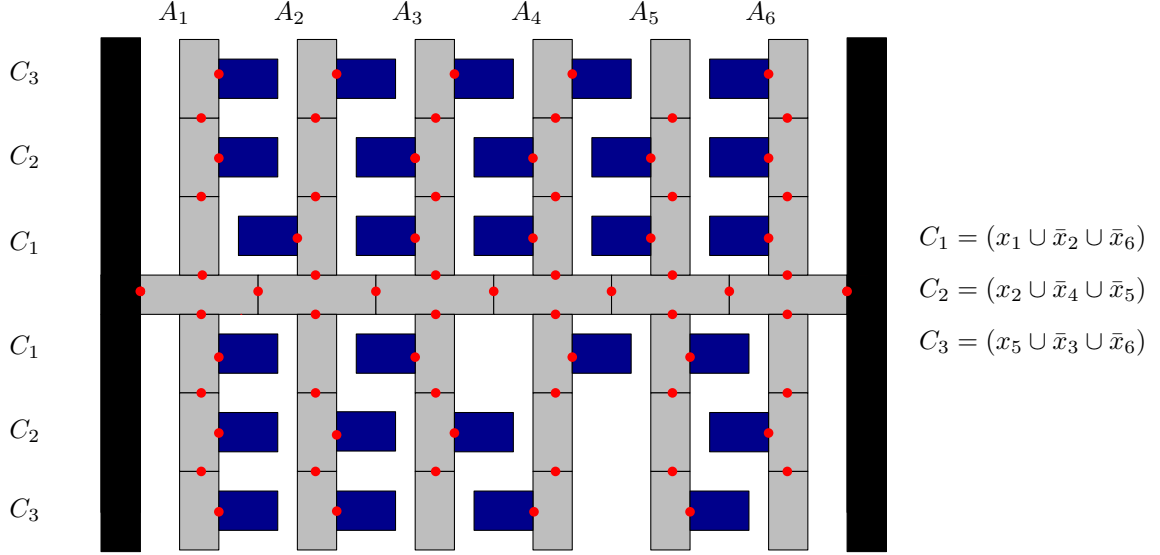 A₁ A₂ A₃ A₄ A₅ A₆
C₃
C₂
C₁
C₁ = (x₁ ∪ x̄₂ ∪ x̄₆)
C₂ = (x₂ ∪ x̄₄ ∪ x̄₅)
C₁
C₃ = (x₅ ∪ x̄₃ ∪ x̄₆)
C₂
C₃